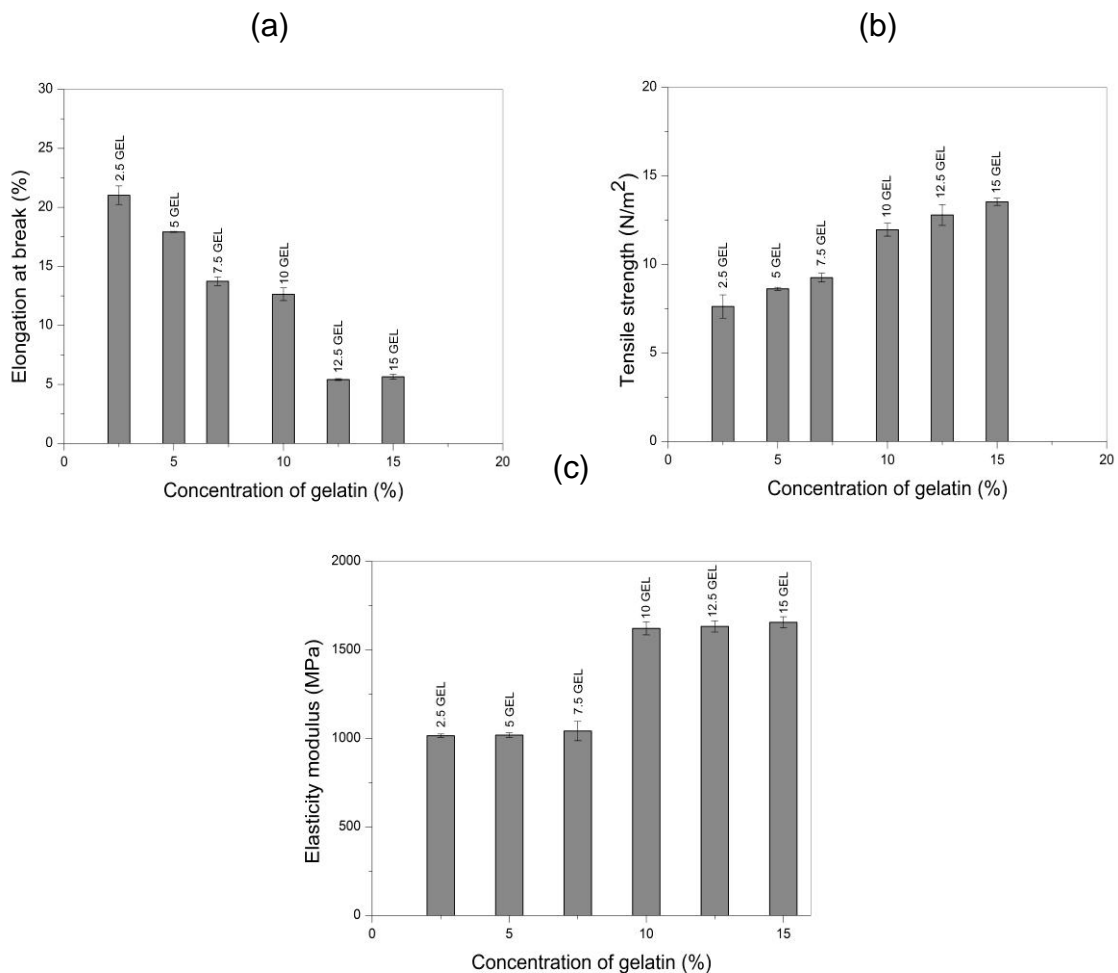 (a)
30
25
20
15
10
5
0
Elongation at break (%)
2.5 GEL
5 GEL
7.5 GEL
10 GEL
12.5 GEL
15 GEL
0
5
10
15
20
Concentration of gelatin (%)
(b)
20
15
10
5
0
Tensile strength (N/m²)
2.5 GEL
5 GEL
7.5 GEL
10 GEL
12.5 GEL
15 GEL
0
5
10
15
20
Concentration of gelatin (%)
(c)
2000
1500
1000
500
0
Elasticity modulus (MPa)
2.5 GEL
5 GEL
7.5 GEL
10 GEL
12.5 GEL
15 GEL
0
5
10
15
Concentration of gelatin (%)